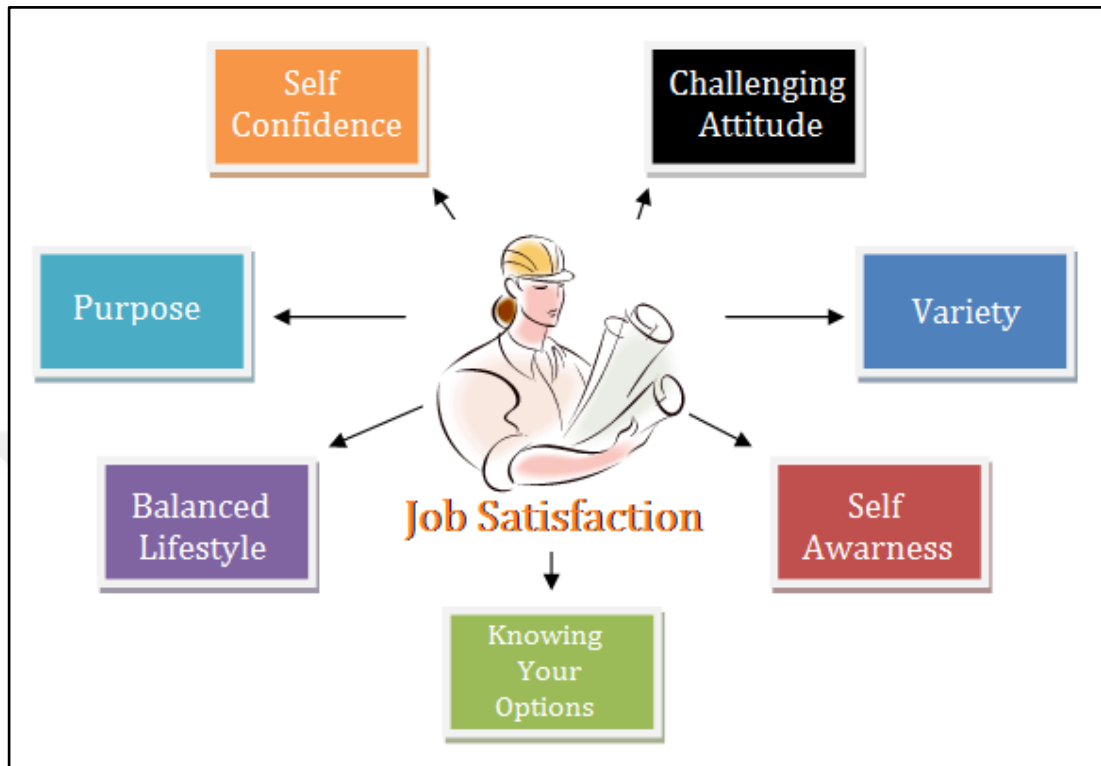 Self
Confidence
Challenging
Attitude
Purpose
Variety
Balanced
Lifestyle
Job Satisfaction
Self
Awarness
Knowing
Your
Options